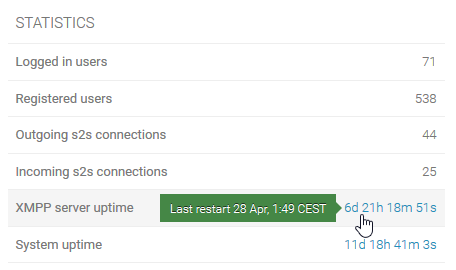 STATISTICS
Logged in users 71
Registered users 538
Outgoing s2s connections 44
Incoming s2s connections 25
XMPP server uptime Last restart 28 Apr, 1:49 CEST 6d 21h 18m 51s
System uptime 11d 18h 41m 3s